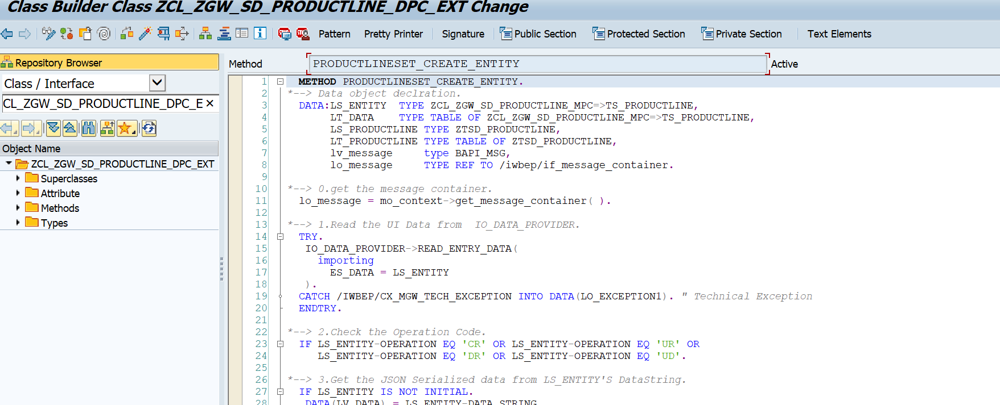 Class Builder Class ZCL_ZGW_SD_PRODUCTLINE_DPC_EXT Change
Pattern Pretty Printer Signature Public Section Protected Section Private Section Text Elements
Repository Browser
Class / Interface
CL_ZGW_SD_PRODUCTLINE_DPC_E
Object Name
ZCL_ZGW_SD_PRODUCTLINE_DPC_EXT
Superclasses
Attribute
Methods
Types
Method PRODUCTLINESET_CREATE_ENTITY Active
1 METHOD PRODUCTLINESET_CREATE_ENTITY.
2 *--> Data object declration.
3 DATA:LS_ENTITY TYPE ZCL_ZGW_SD_PRODUCTLINE_MPC=>TS_PRODUCTLINE,
4 LT_DATA TYPE TABLE OF ZCL_ZGW_SD_PRODUCTLINE_MPC=>TS_PRODUCTLINE,
5 LS_PRODUCTLINE TYPE ZTSD_PRODUCTLINE,
6 LT_PRODUCTLINE TYPE TABLE OF ZTSD_PRODUCTLINE,
7 lv_message type BAPI_MSG,
8 lo_message TYPE REF TO /iwbep/if_message_container.
9
10 *--> 0.get the message container.
11 lo_message = mo_context->get_message_container( ).
12
13 *--> 1.Read the UI Data from IO_DATA_PROVIDER.
14 TRY.
15 IO_DATA_PROVIDER->READ_ENTRY_DATA(
16 importing
17 ES_DATA = LS_ENTITY
18 ).
19 CATCH /IWBEP/CX_MGW_TECH_EXCEPTION INTO DATA(LO_EXCEPTION1). " Technical Exception
20 ENDTRY.
21
22 *--> 2.Check the Operation Code.
23 IF LS_ENTITY-OPERATION EQ 'CR' OR LS_ENTITY-OPERATION EQ 'UR' OR
24 LS_ENTITY-OPERATION EQ 'DR' OR LS_ENTITY-OPERATION EQ 'UD'.
25
26 *--> 3.Get the JSON Serialized data from LS_ENTITY'S DataString.
27 IF LS_ENTITY IS NOT INITIAL.
28 DATA(LV_DATA) = LS_ENTITY-DATA_STRING